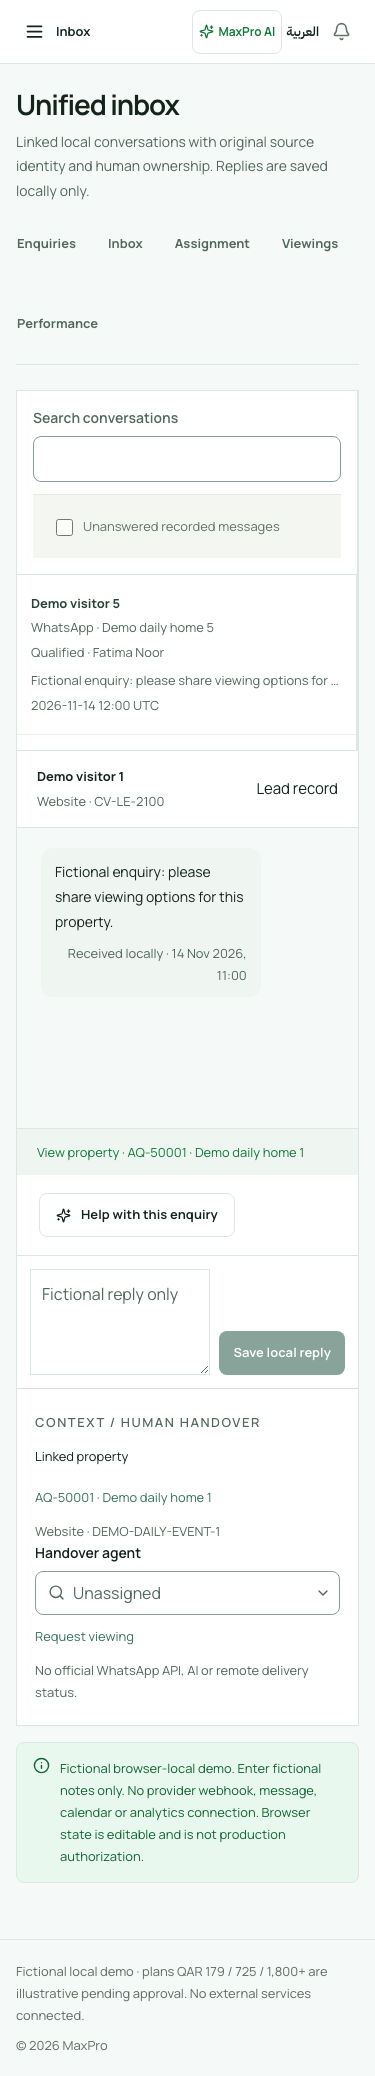 Inbox
MaxPro AI
العربية
Unified inbox
Linked local conversations with original source
identity and human ownership. Replies are saved
locally only.
Enquiries
Inbox
Assignment
Viewings
Performance
Search conversations
Unanswered recorded messages
Demo visitor 5
WhatsApp · Demo daily home 5
Qualified · Fatima Noor
Fictional enquiry: please share viewing options for ...
2026-11-14 12:00 UTC
Demo visitor 1
Website · CV-LE-2100
Lead record
Fictional enquiry: please
share viewing options for this
property.
Received locally · 14 Nov 2026,
11:00
View property · AQ-50001 · Demo daily home 1
Help with this enquiry
Fictional reply only
Save local reply
CONTEXT / HUMAN HANDOVER
Linked property
AQ-50001 · Demo daily home 1
Website · DEMO-DAILY-EVENT-1
Handover agent
Unassigned
Request viewing
No official WhatsApp API, AI or remote delivery
status.
Fictional browser-local demo. Enter fictional
notes only. No provider webhook, message,
calendar or analytics connection. Browser
state is editable and is not production
authorization.
Fictional local demo · plans QAR 179 / 725 / 1,800+ are
illustrative pending approval. No external services
connected.
© 2026 MaxPro